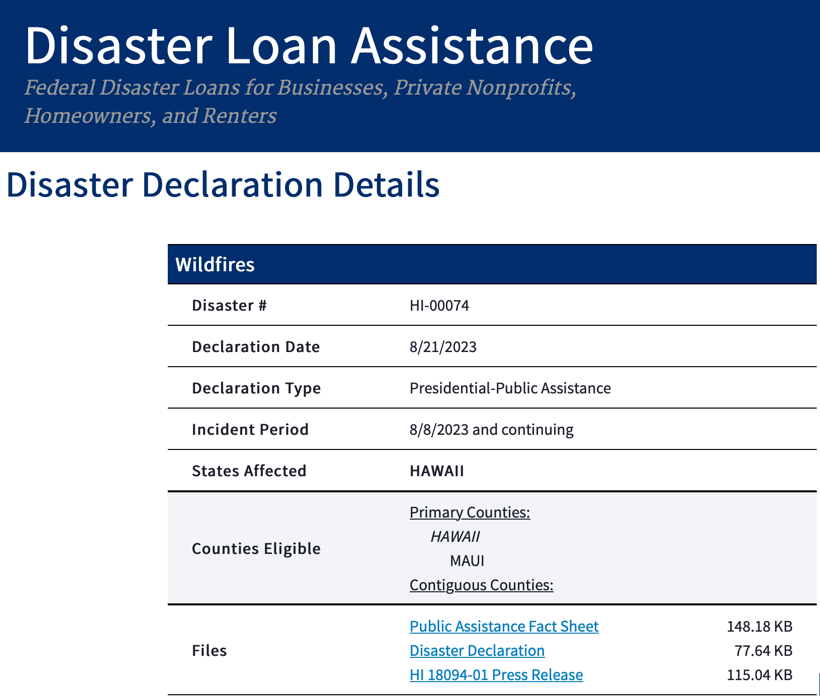 Disaster Loan Assistance
Federal Disaster Loans for Businesses, Private Nonprofits,
Homeowners, and Renters
Disaster Declaration Details
Wildfires
Disaster # HI-00074
Declaration Date 8/21/2023
Declaration Type Presidential-Public Assistance
Incident Period 8/8/2023 and continuing
States Affected HAWAII
Counties Eligible
Primary Counties:
HAWAII
MAUI
Contiguous Counties:
Files
Public Assistance Fact Sheet 148.18 KB
Disaster Declaration 77.64 KB
HI 18094-01 Press Release 115.04 KB